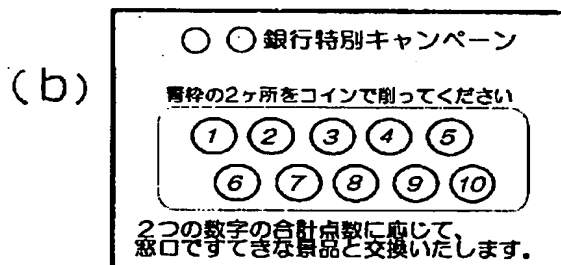 (b)
○ ○銀行特別キャンペーン
青枠の2ヶ所をコインで削ってください
1 2 3 4 5
6 7 8 9 10
2つの数字の合計点数に応じて、
窓口ですてきな景品と交換いたします。